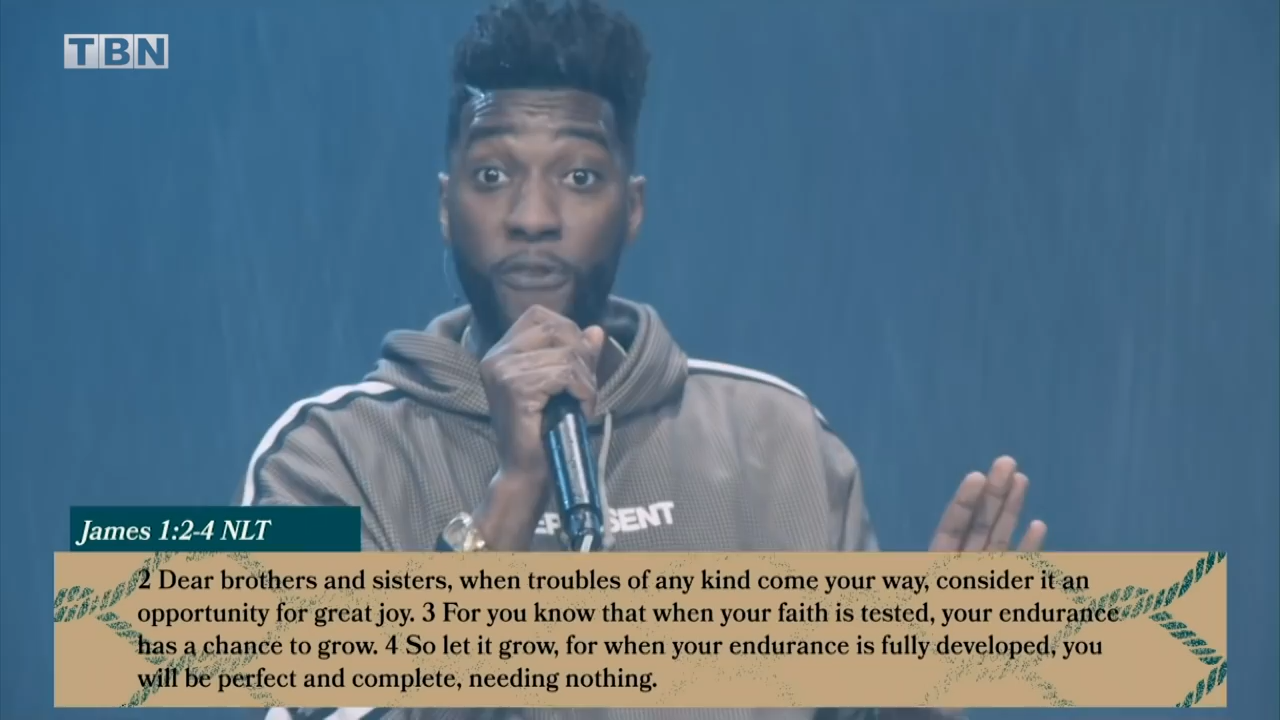 TBN
EP SENT
James 1:2-4 NLT
2 Dear brothers and sisters, when troubles of any kind come your way, consider it an
opportunity for great joy. 3 For you know that when your faith is tested, your endurance
has a chance to grow. 4 So let it grow, for when your endurance is fully developed, you
will be perfect and complete, needing nothing.